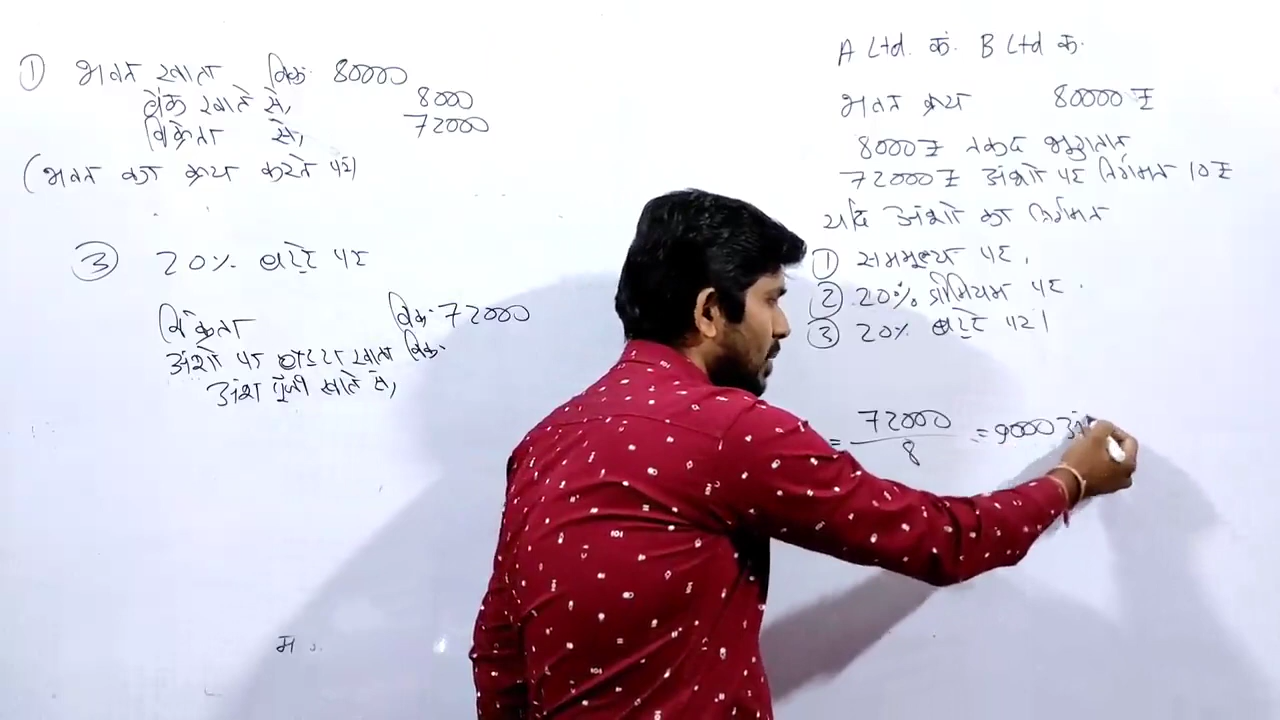 ① भवन खाता विक. 80000
बैंक खाते से, 8000
विक्रेता से, 72000
(भवन का क्रय करने पर)
③ 20% बट्टे पर
विक्रेता विक. 72000
अंशो पर बट्टा खाता विक.
अंश पूँजी खाते से,
म
A Ltd. कं. B Ltd कं.
भवन क्रय 80000 ₹
8000 ₹ नकद भुगतान
72000 ₹ अंशो पर निर्गमन 10 ₹
यदि अंशो का निर्गमन
① सममूल्य पर,
② 20% प्रीमियम पर.
③ 20% बट्टे पर।
= 72000 / 8 = 9000 अं